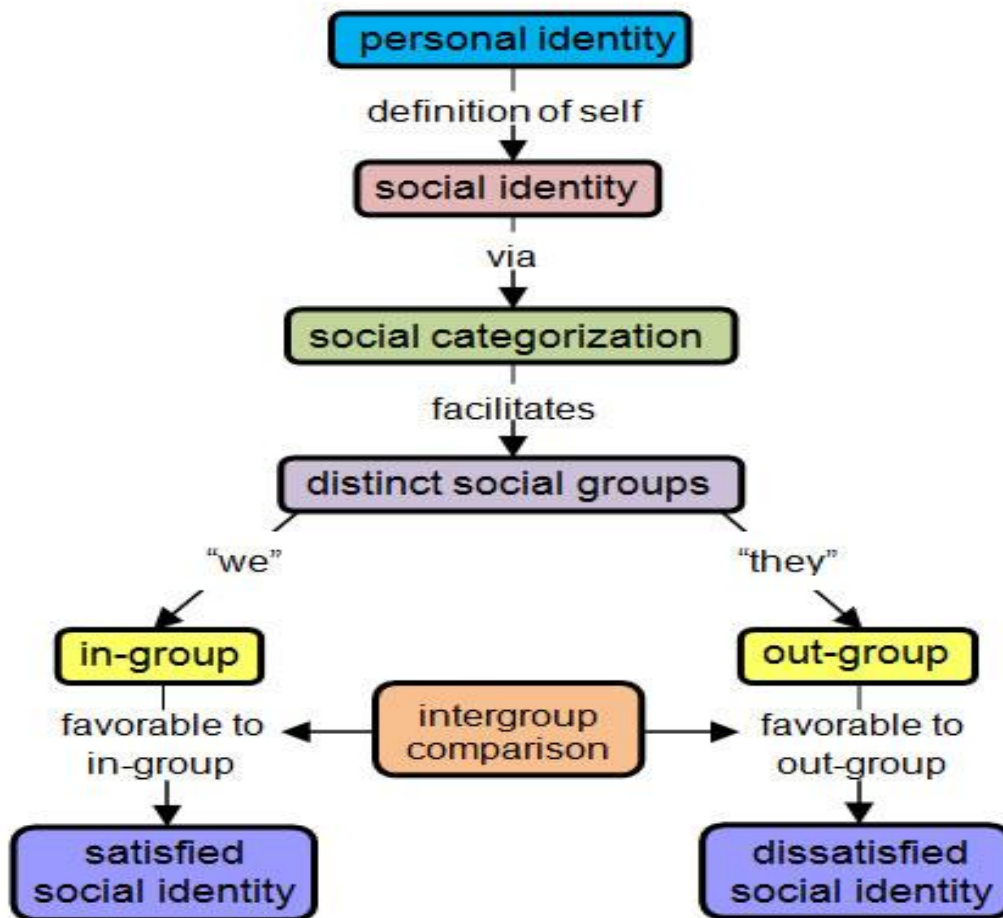 personal identity
definition of self
social identity
via
social categorization
facilitates
distinct social groups
“we”
“they”
in-group
out-group
favorable to
in-group
intergroup
comparison
favorable to
out-group
satisfied
social identity
dissatisfied
social identity